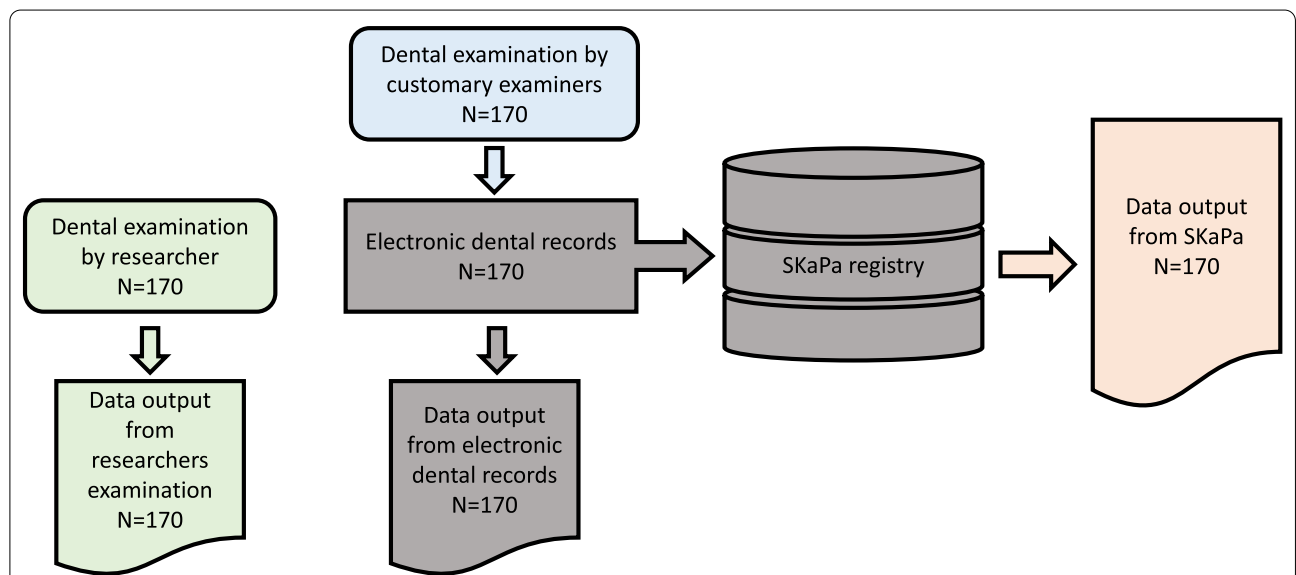 Dental examination by
customary examiners
N=170
Dental examination
by researcher
N=170
Electronic dental records
N=170
SKaPa registry
Data output
from SKaPa
N=170
Data output
from
researchers
examination
N=170
Data output
from electronic
dental records
N=170